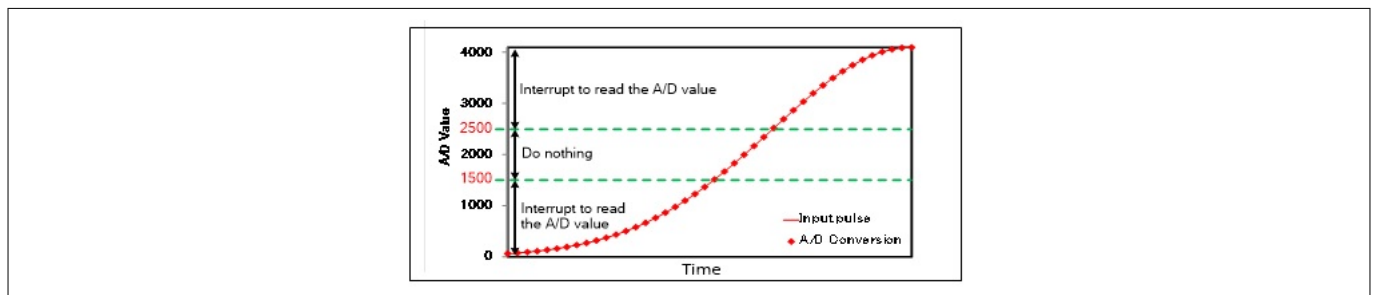 4000
Interrupt to read the A/D value
3000
2500
A/D Value
Do nothing
2000
1500
1000
Interrupt to read
the A/D value
Input pulse
A/D Conversion
0
Time